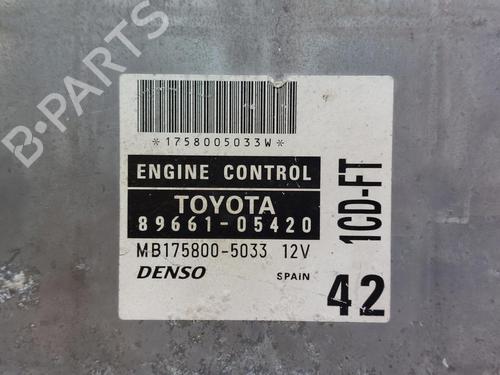 B-PARTS
*1758005033W*
ENGINE CONTROL
TOYOTA
89661-05420
MB175800-5033 12V
DENSO SPAIN
1CD-FT
42